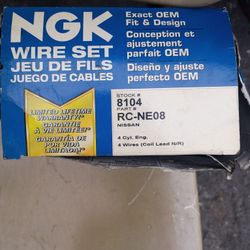 NGK
WIRE SET
JEU DE FILS
JUEGO DE CABLES
Exact OEM
Fit & Design
Conception et
ajustement
parfait OEM
Diseño y ajuste
perfecto OEM
LIMITED LIFETIME
WARRANTY!*
GARANTIE
À VIE LIMITÉE!*
GARANTÍA DE
POR VIDA
LIMITADA!*
STOCK #
8104
PART #
RC-NE08
NISSAN
4 Cyl. Eng.
4 Wires (Coil Lead N/R)